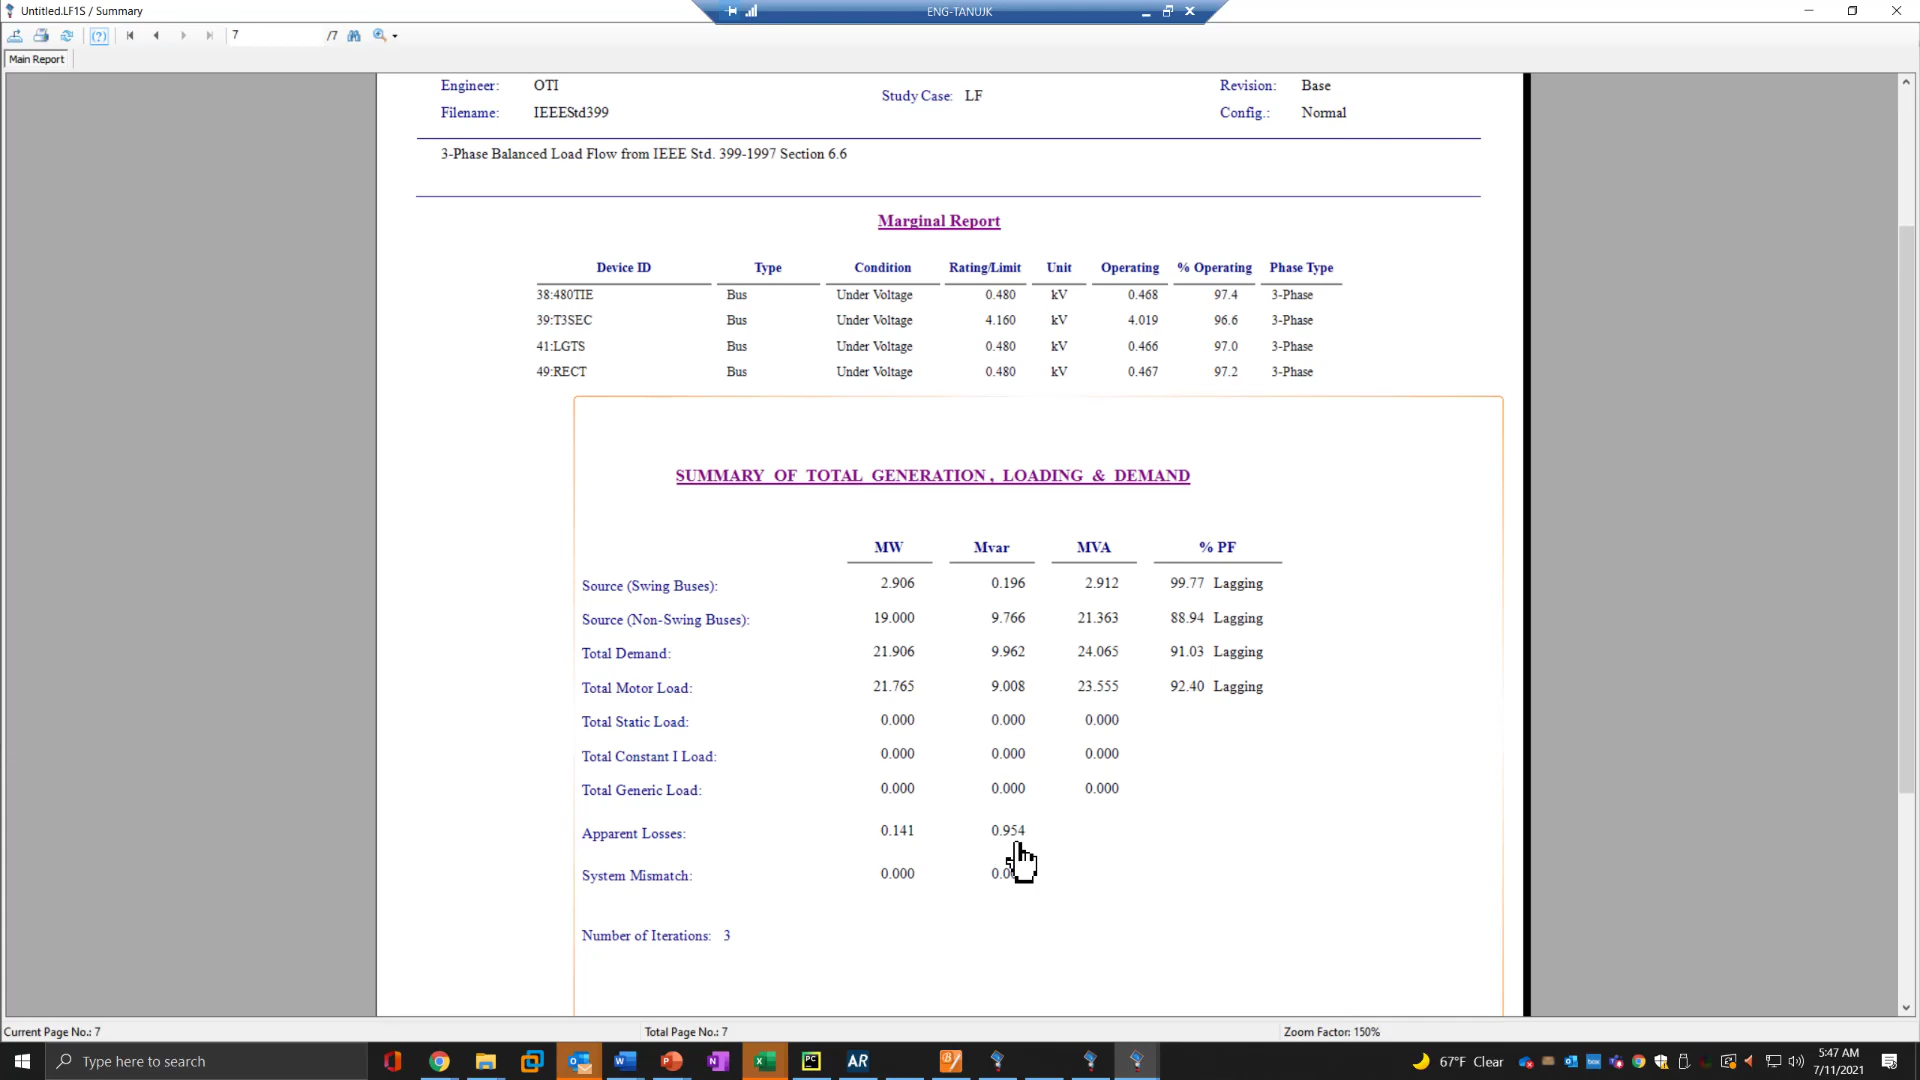 Untitled.LF1S / Summary
ENG-TANUJK
7 /7
Main Report
Engineer: OTI Study Case: LF Revision: Base
Filename: IEEEStd399 Config.: Normal
3-Phase Balanced Load Flow from IEEE Std. 399-1997 Section 6.6
Marginal Report
Device ID Type Condition Rating/Limit Unit Operating % Operating Phase Type
38:480TIE Bus Under Voltage 0.480 kV 0.468 97.4 3-Phase
39:T3SEC Bus Under Voltage 4.160 kV 4.019 96.6 3-Phase
41:LGTS Bus Under Voltage 0.480 kV 0.466 97.0 3-Phase
49:RECT Bus Under Voltage 0.480 kV 0.467 97.2 3-Phase
SUMMARY OF TOTAL GENERATION , LOADING & DEMAND
MW Mvar MVA % PF
Source (Swing Buses): 2.906 0.196 2.912 99.77 Lagging
Source (Non-Swing Buses): 19.000 9.766 21.363 88.94 Lagging
Total Demand: 21.906 9.962 24.065 91.03 Lagging
Total Motor Load: 21.765 9.008 23.555 92.40 Lagging
Total Static Load: 0.000 0.000 0.000
Total Constant I Load: 0.000 0.000 0.000
Total Generic Load: 0.000 0.000 0.000
Apparent Losses: 0.141 0.954
System Mismatch: 0.000
Number of Iterations: 3
Current Page No.: 7 Total Page No.: 7 Zoom Factor: 150%
Type here to search AR 67°F Clear 5:47 AM
7/11/2021